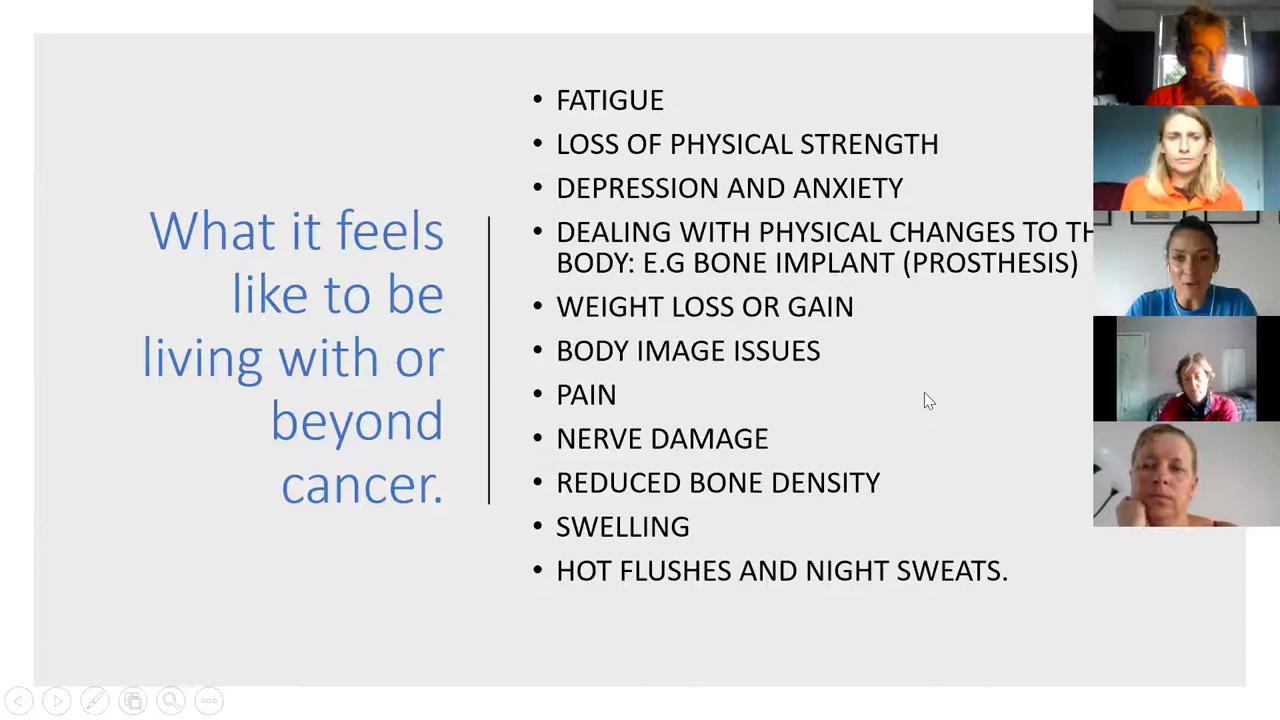 What it feels
like to be
living with or
beyond
cancer.
• FATIGUE
• LOSS OF PHYSICAL STRENGTH
• DEPRESSION AND ANXIETY
• DEALING WITH PHYSICAL CHANGES TO TH
BODY: E.G BONE IMPLANT (PROSTHESIS)
• WEIGHT LOSS OR GAIN
• BODY IMAGE ISSUES
• PAIN
• NERVE DAMAGE
• REDUCED BONE DENSITY
• SWELLING
• HOT FLUSHES AND NIGHT SWEATS.